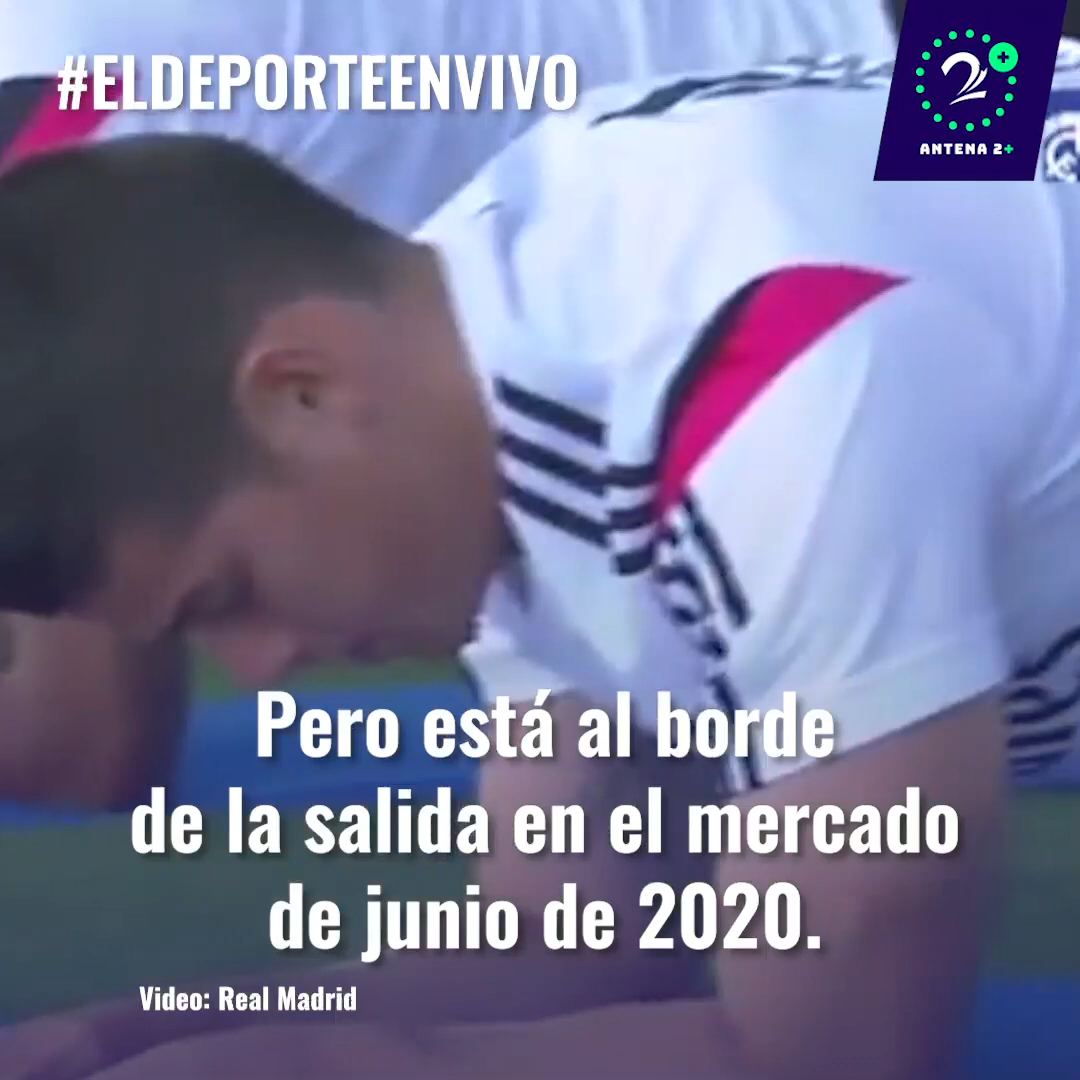 #ELDEPORTEENVIVO
2+
ANTENA 2+
Pero está al borde
de la salida en el mercado
de junio de 2020.
Video: Real Madrid